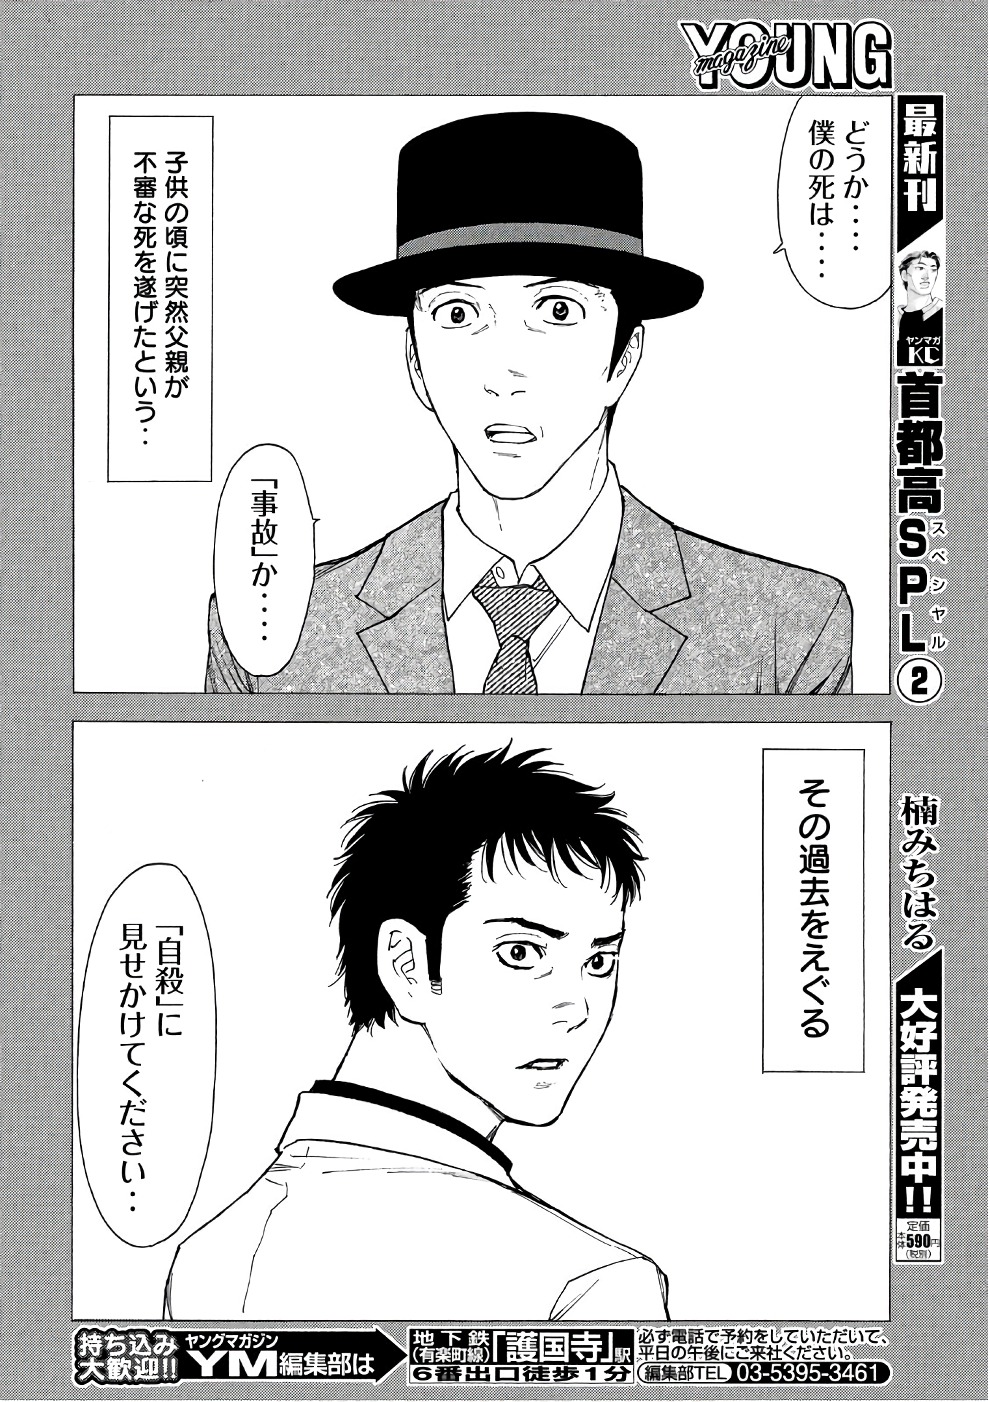 YOUNG
magazine
どうか‥‥
僕の死は‥‥
子供の頃に突然父親が
不審な死を遂げたという‥
「事故」か‥‥
その過去をえぐる
「自殺」に
見せかけてください‥
最新刊
ヤンマガ
KC
首都高SPL②
スペシャル
楠みちはる
大好評発売中!!
定価
本体590円
(税別)
持ち込み
大歓迎!!
ヤングマガジン
YM編集部は
地下鉄
(有楽町線)
「護国寺」駅
6番出口徒歩1分
必ず電話で予約をしていただいて、
平日の午後にご来社ください。
編集部TEL 03-5395-3461